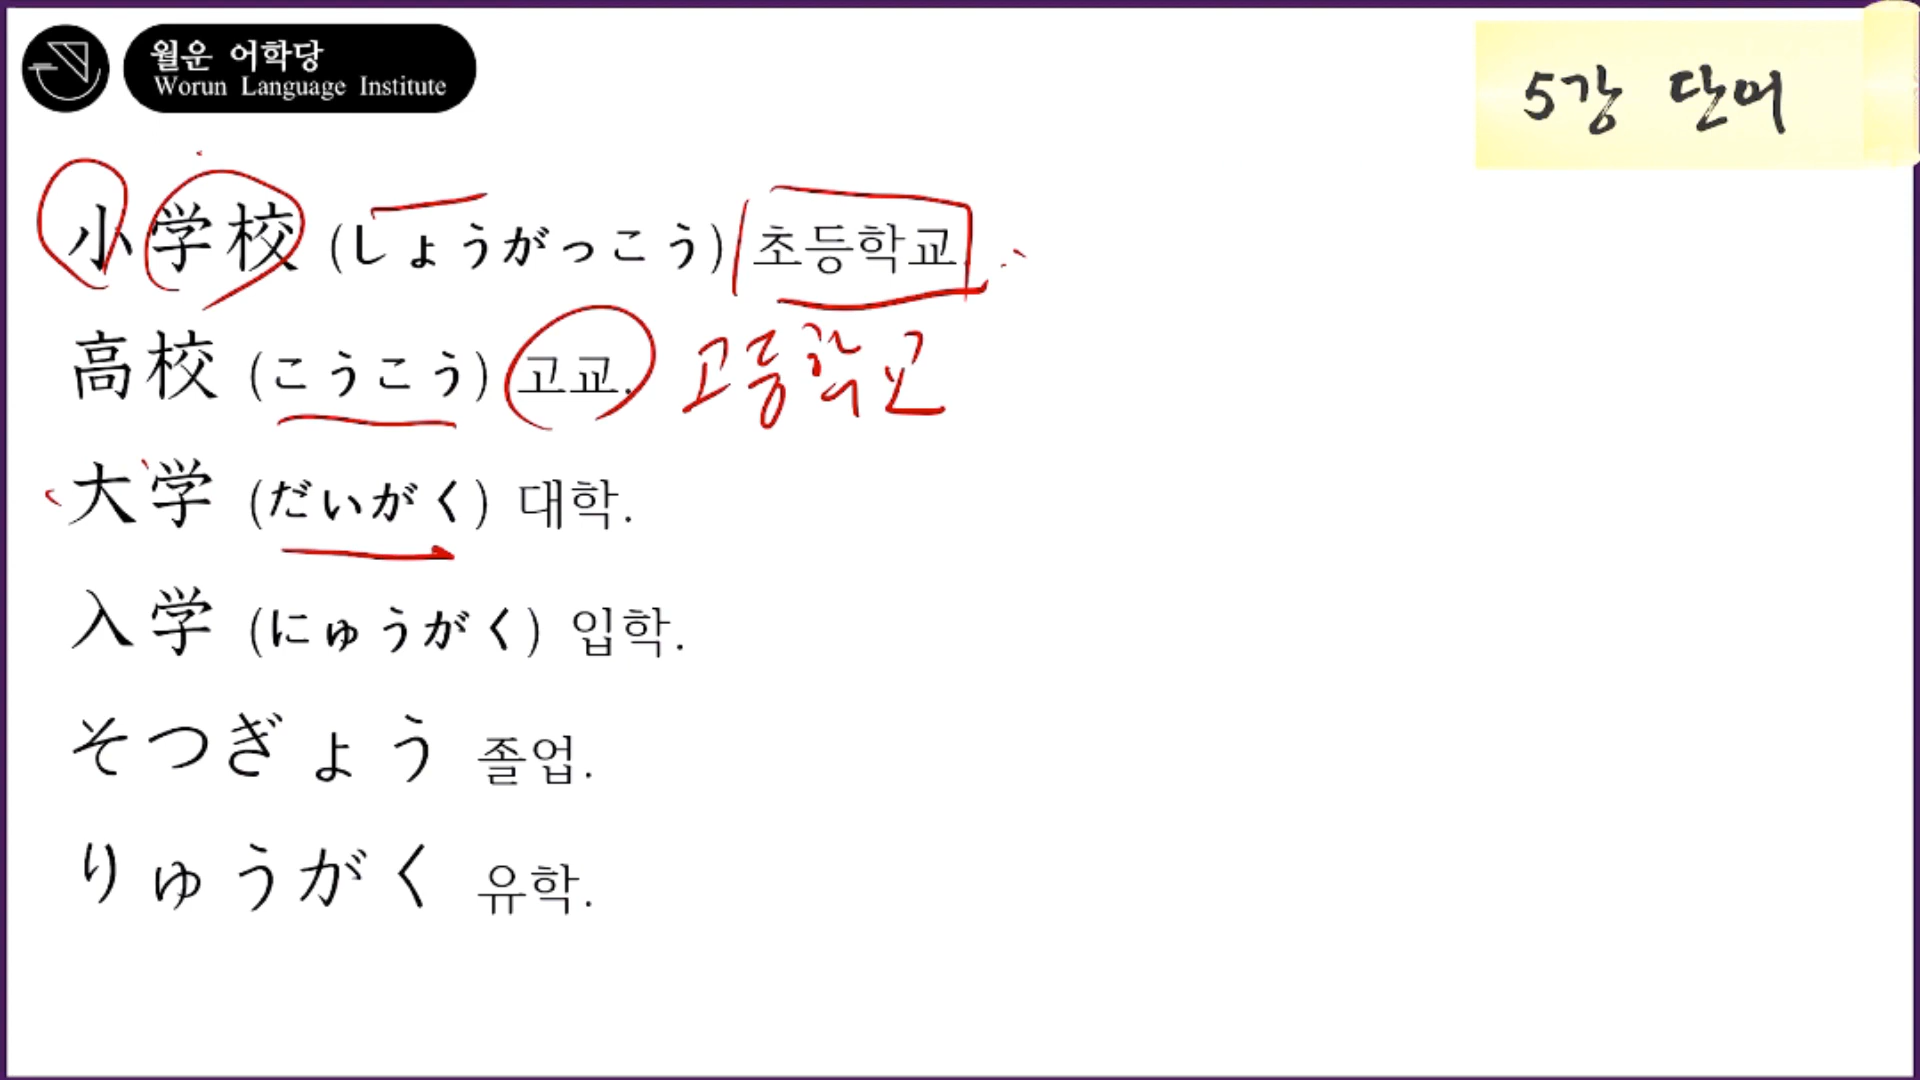 월운 어학당
Worun Language Institute
5강 단어
小学校 (しょうがっこう) 초등학교
高校 (こうこう) 고교. 고등학교
大学 (だいがく) 대학.
入学 (にゅうがく) 입학.
そつぎょう 졸업.
りゅうがく 유학.